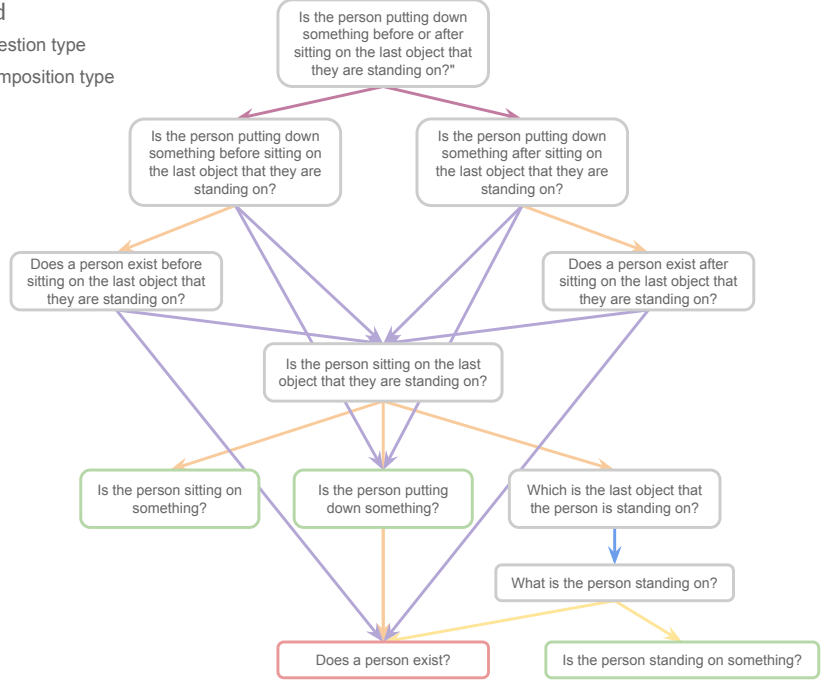 Is the person putting down
something before or after
sitting on the last object that
they are standing on?"
Is the person putting down
something before sitting on
the last object that they are
standing on?
Is the person putting down
something after sitting on
the last object that they are
standing on?
Does a person exist before
sitting on the last object that
they are standing on?
Does a person exist after
sitting on the last object that
they are standing on?
Is the person sitting on the last
object that they are standing on?
Is the person sitting on
something?
Is the person putting
down something?
Which is the last object that
the person is standing on?
What is the person standing on?
Does a person exist?
Is the person standing on something?
d
estion type
mposition type